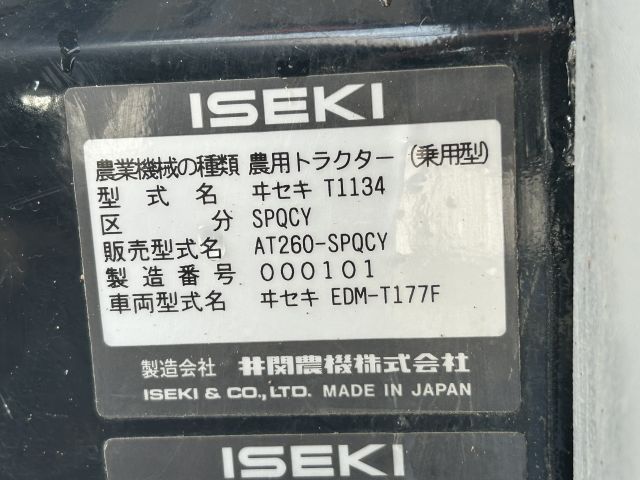 ISEKI
農業機械の種類 農用トラクター (乗用型)
型式名 ヰセキ T1134
区分 SPQCY
販売型式名 AT260-SPQCY
製造番号 000101
車両型式名 ヰセキ EDM-T177F
製造会社 井関農機株式会社
ISEKI & CO., LTD. MADE IN JAPAN
ISEKI